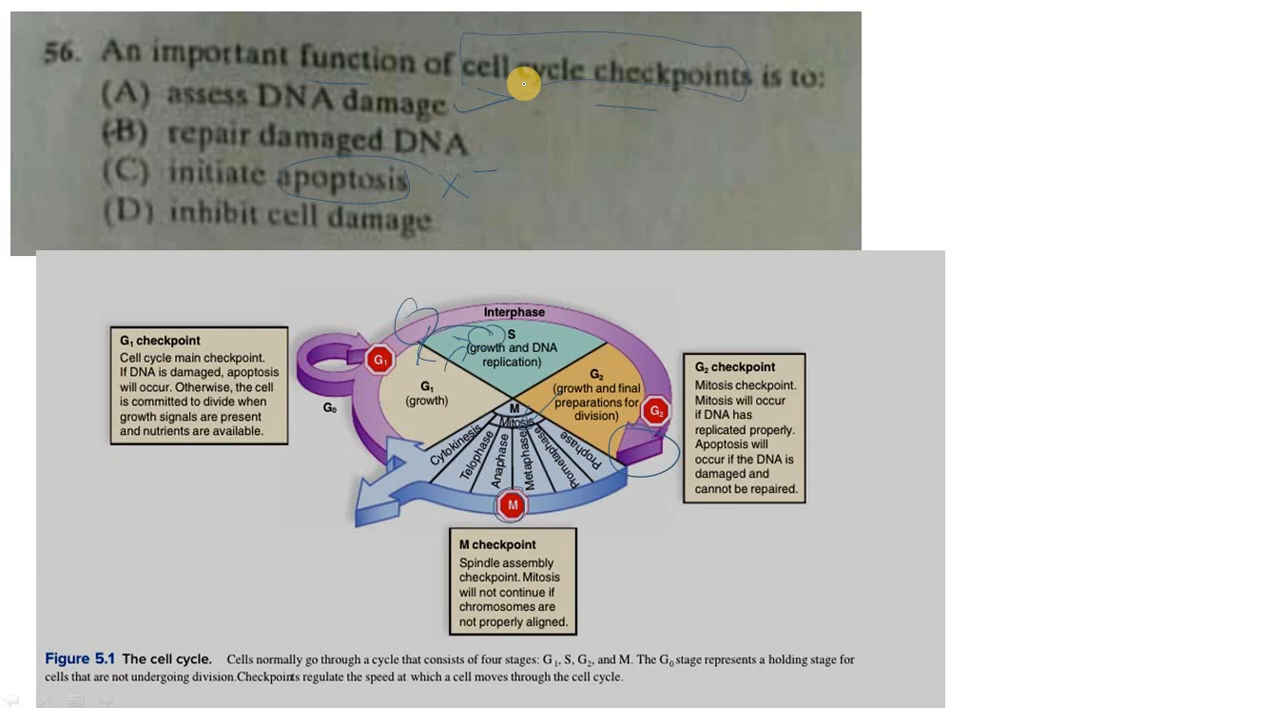 56. An important function of cell cycle checkpoints is to:
(A) assess DNA damage
(B) repair damaged DNA
(C) initiate apoptosis
(D) inhibit cell damage
Interphase
G₁ checkpoint
Cell cycle main checkpoint.
If DNA is damaged, apoptosis
will occur. Otherwise, the cell
is committed to divide when
growth signals are present
and nutrients are available.
G₁
G₀
S
(growth and DNA
replication)
G₁
(growth)
G₂
(growth and final
preparations for
division)
G₂
G₂ checkpoint
Mitosis checkpoint.
Mitosis will occur
if DNA has
replicated properly.
Apoptosis will
occur if the DNA is
damaged and
cannot be repaired.
M
Mitosis
Cytokinesis
Telophase
Anaphase
Metaphase
Prometaphase
Prophase
M
M checkpoint
Spindle assembly
checkpoint. Mitosis
will not continue if
chromosomes are
not properly aligned.
Figure 5.1 The cell cycle. Cells normally go through a cycle that consists of four stages: G₁, S, G₂, and M. The G₀ stage represents a holding stage for
cells that are not undergoing division.Checkpoints regulate the speed at which a cell moves through the cell cycle.